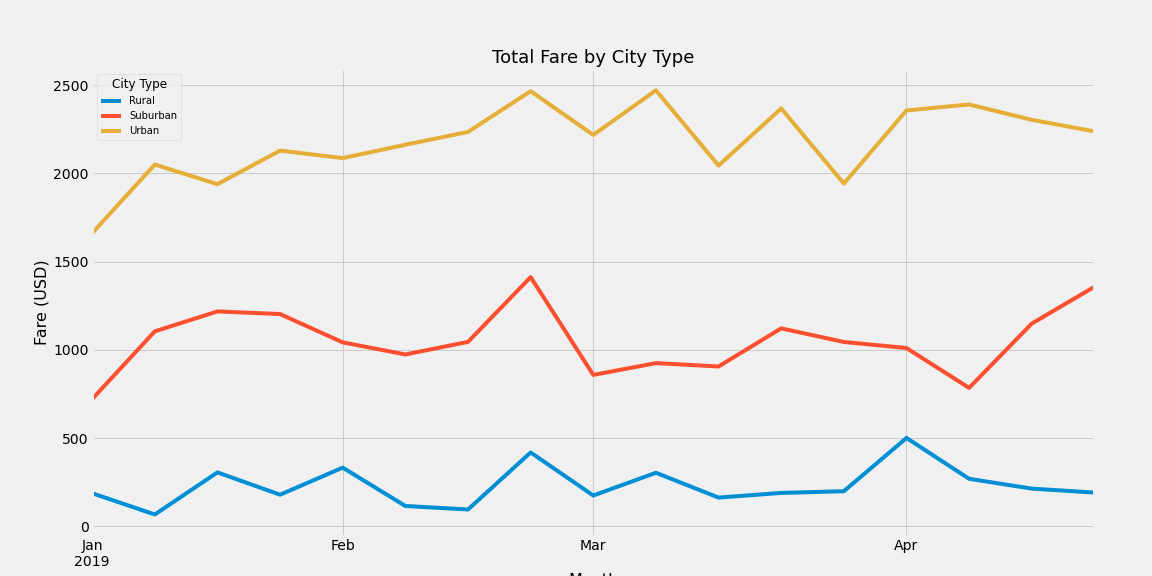 Total Fare by City Type
City Type
Rural
Suburban
Urban
Fare (USD)
2500
2000
1500
1000
500
0
Jan
2019
Feb
Mar
Apr